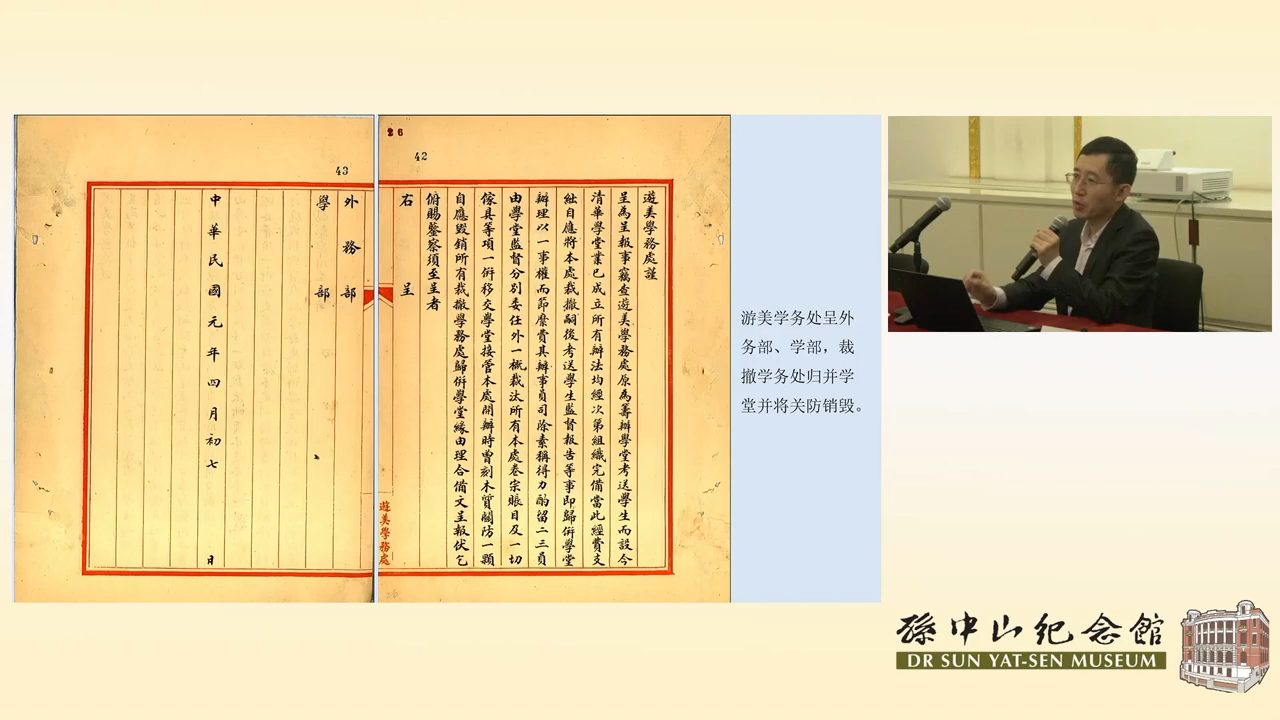 26
42
遊美學務處謹
呈為呈報事竊查遊美學務處原為籌辦學堂考送學生而設今
清華學堂業已成立所有辦法均經次第組織完備當此經費支
絀自應將本處裁撤嗣後考送學生監督報告等事即歸併學堂
辦理以一事權而節糜費其辦事員司除素稱得力酌留二三員
由學堂監督分別委任外一概裁汰所有本處卷宗賬目及一切
傢具等項一併移交學堂接管本處開辦時曾刻木質關防一顆
自應毀銷所有裁撤學務處歸併學堂緣由理合備文呈報伏乞
俯賜鑒察須至呈者
右呈
遊美學務處
43
外務部
學部
中華民國元年四月初七日
游美学务处呈外
务部、学部，裁
撤学务处归并学
堂并将关防销毁。
孫中山紀念館
DR SUN YAT-SEN MUSEUM